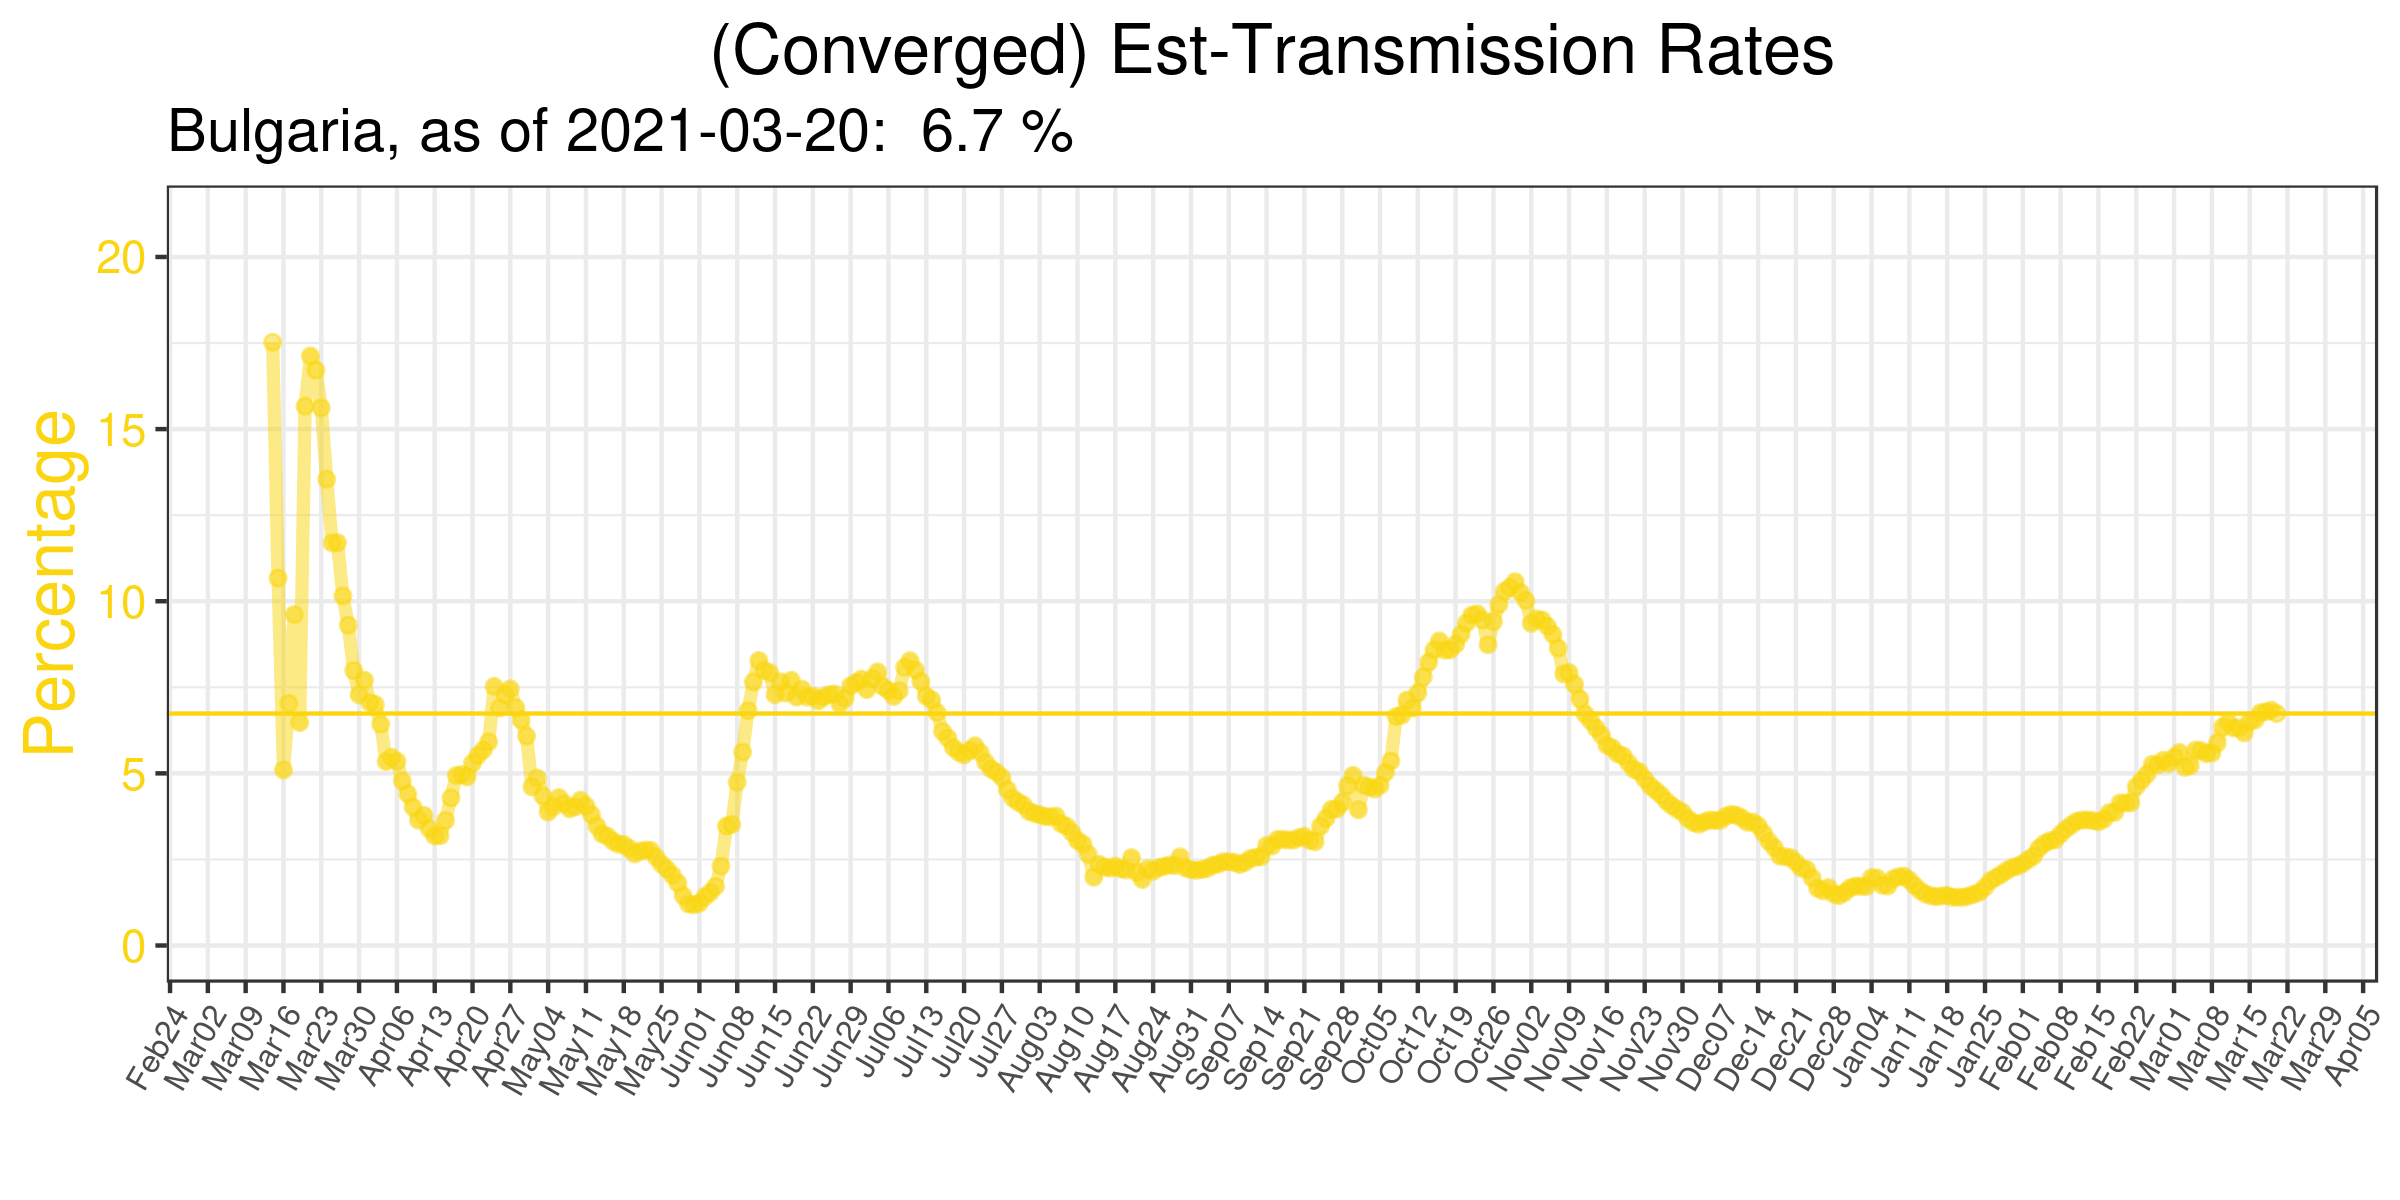 (Converged) Est-Transmission Rates
Bulgaria, as of 2021-03-20:  6.7 %
Percentage
20
15
10
5
0
Feb24
Mar02
Mar09
Mar16
Mar23
Mar30
Apr06
Apr13
Apr20
Apr27
May04
May11
May18
May25
Jun01
Jun08
Jun15
Jun22
Jun29
Jul06
Jul13
Jul20
Jul27
Aug03
Aug10
Aug17
Aug24
Aug31
Sep07
Sep14
Sep21
Sep28
Oct05
Oct12
Oct19
Oct26
Nov02
Nov09
Nov16
Nov23
Nov30
Dec07
Dec14
Dec21
Dec28
Jan04
Jan11
Jan18
Jan25
Feb01
Feb08
Feb15
Feb22
Mar01
Mar08
Mar15
Mar22
Mar29
Apr05